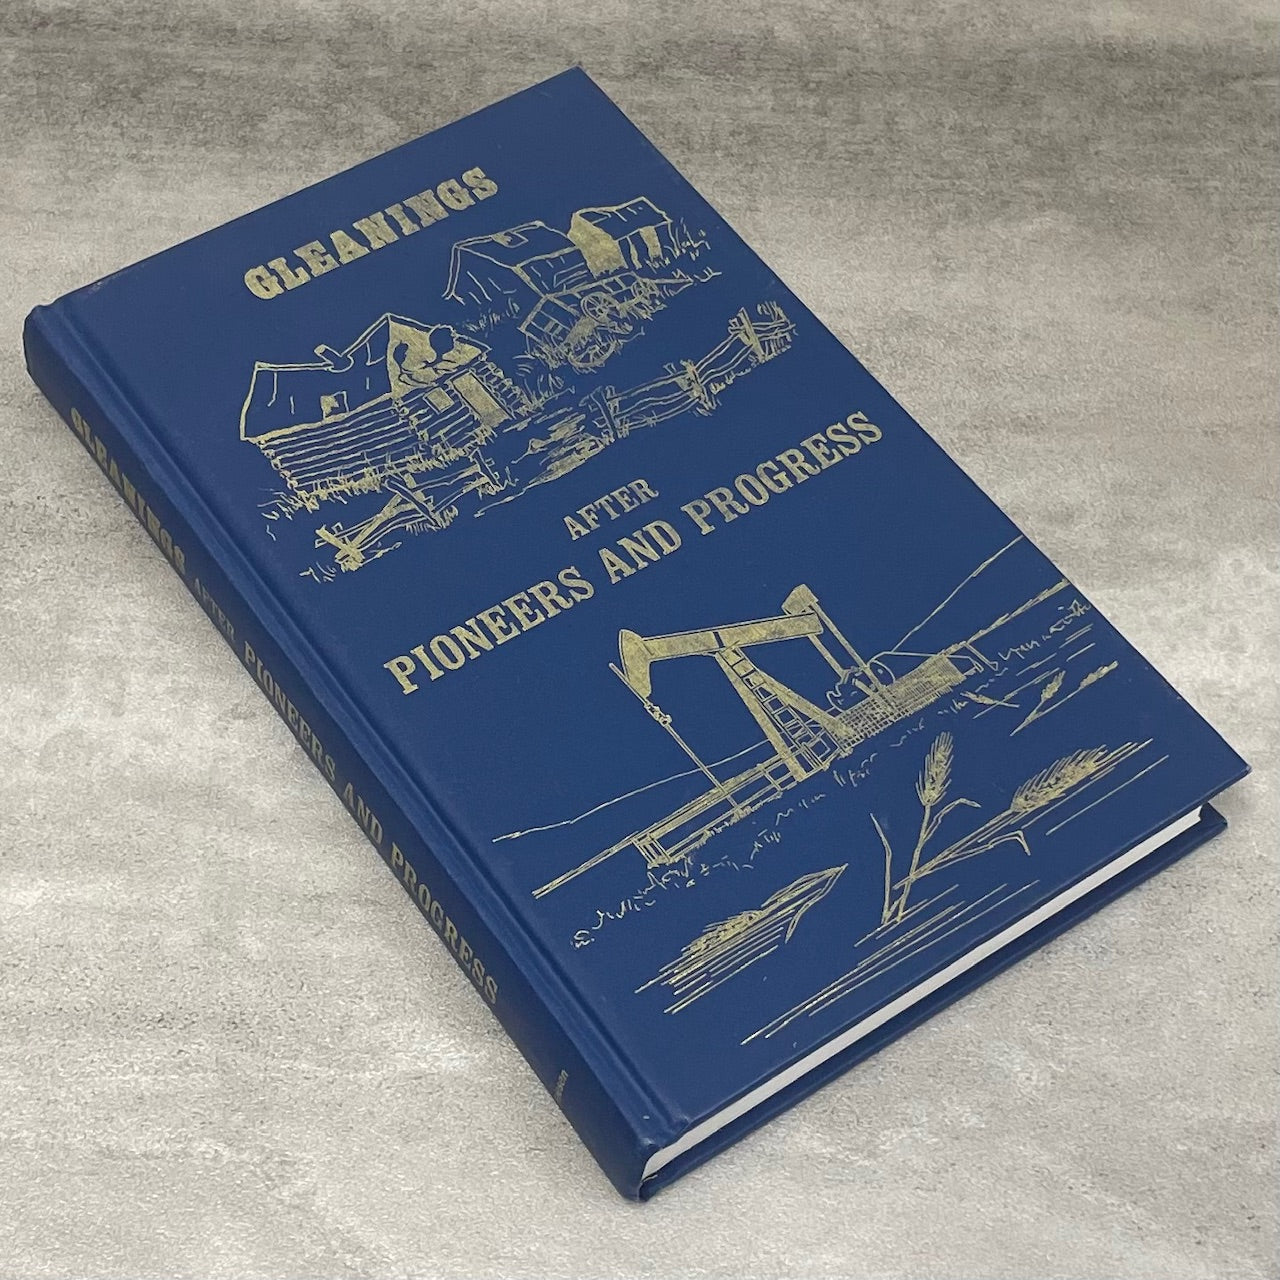 GLEANINGS
AFTER
PIONEERS AND PROGRESS
GLEANINGS AFTER PIONEERS AND PROGRESS